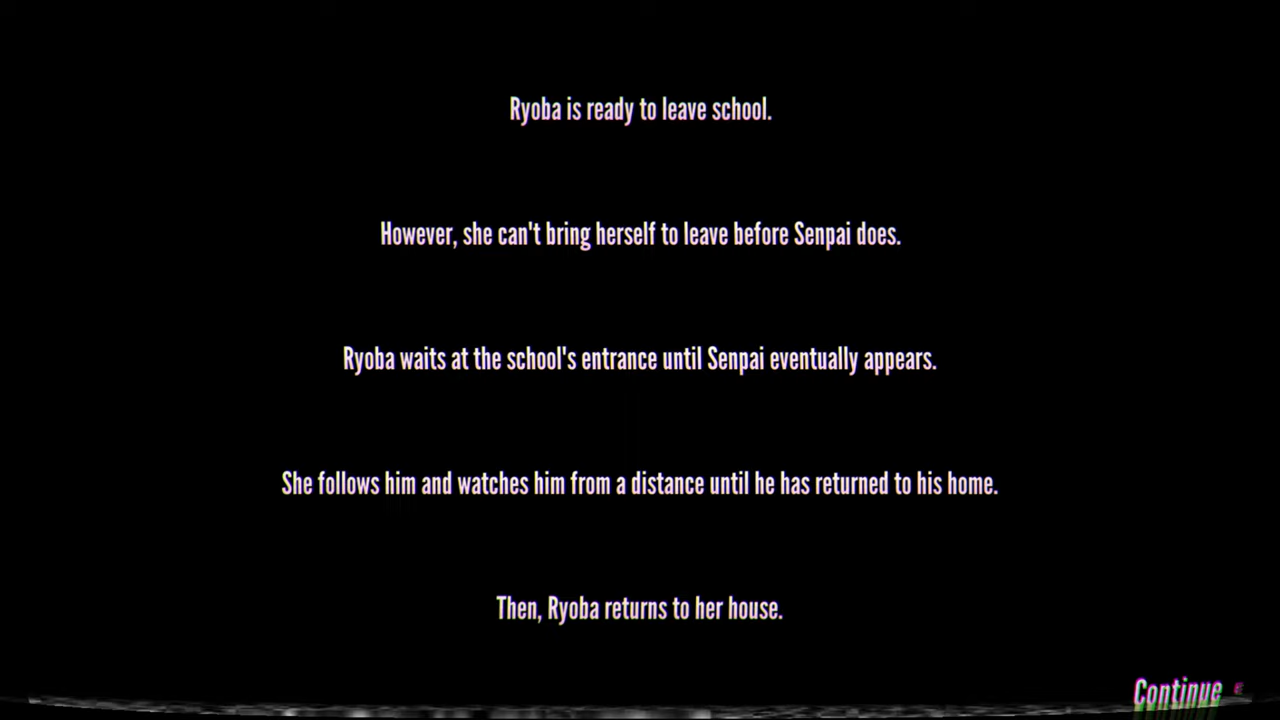 Ryoba is ready to leave school.
However, she can't bring herself to leave before Senpai does.
Ryoba waits at the school's entrance until Senpai eventually appears.
She follows him and watches him from a distance until he has returned to his home.
Then, Ryoba returns to her house.
Continue